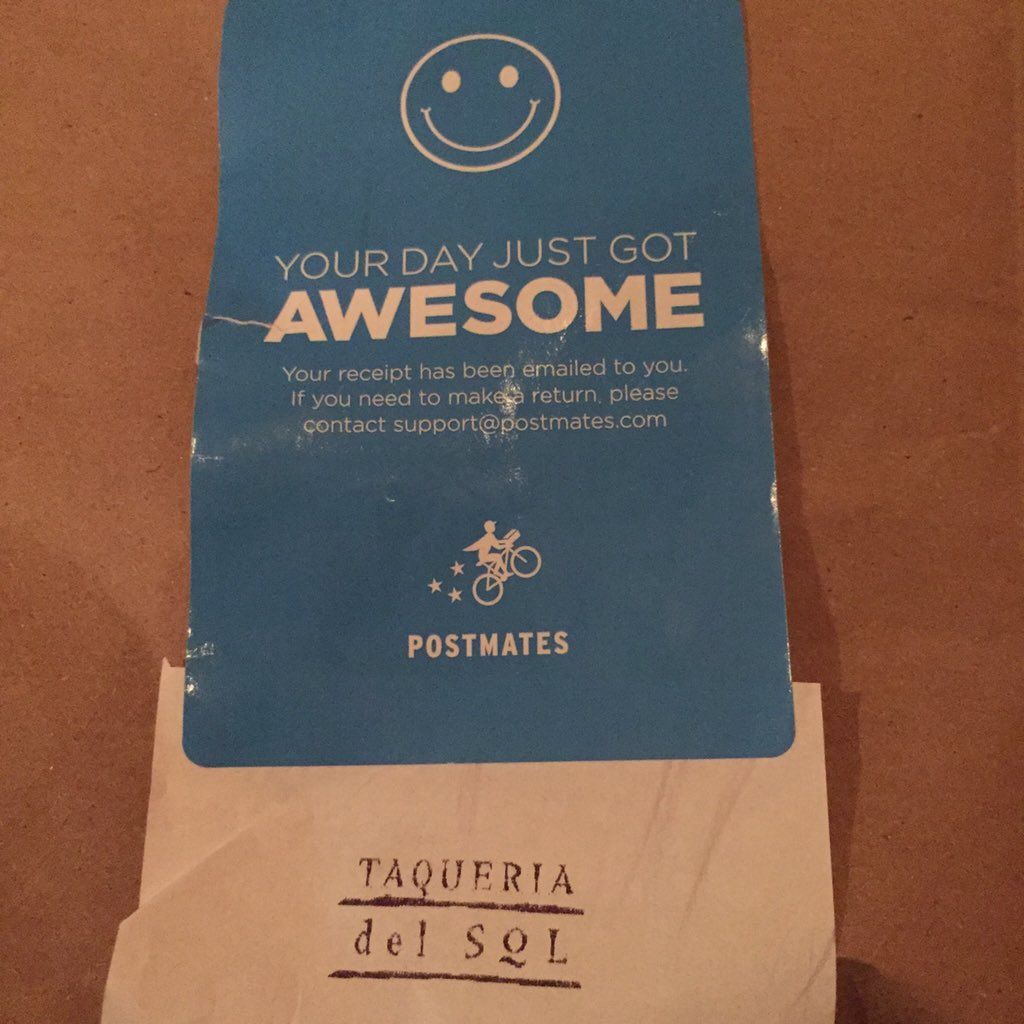 YOUR DAY JUST GOT
AWESOME
Your receipt has been emailed to you.
If you need to make a return, please
contact support@postmates.com
POSTMATES
TAQUERIA
del SQL